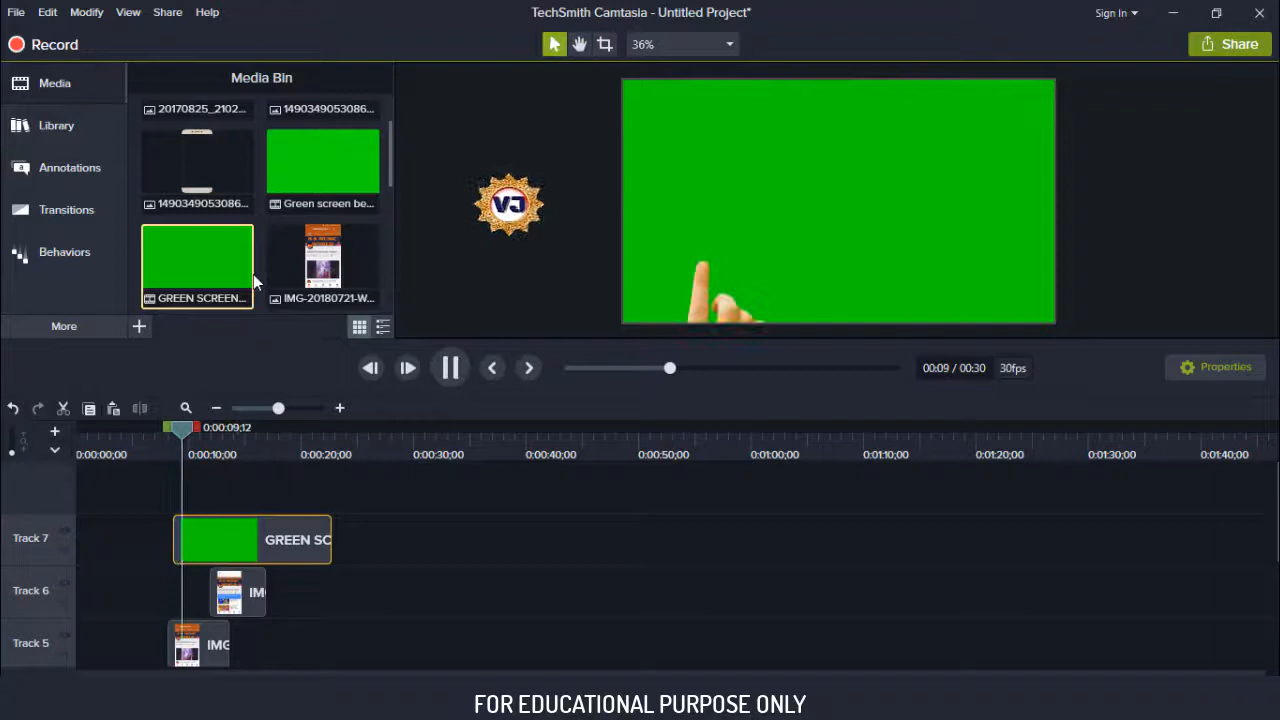 File Edit Modify View Share Help
TechSmith Camtasia - Untitled Project*
Sign In
Record
36%
Share
Media
Library
Annotations
Transitions
Behaviors
More
Media Bin
20170825_2102... 1490349053086...
1490349053086... Green screen be...
GREEN SCREEN... IMG-20180721-W...
VJ
00:09 / 00:30 30fps
Properties
0:00:09;12
0:00:00;00 0:00:10;00 0:00:20;00 0:00:30;00 0:00:40;00 0:00:50;00 0:01:00;00 0:01:10;00 0:01:20;00 0:01:30;00 0:01:40;00
Track 7 GREEN SC
Track 6 IM
Track 5 IMG
FOR EDUCATIONAL PURPOSE ONLY